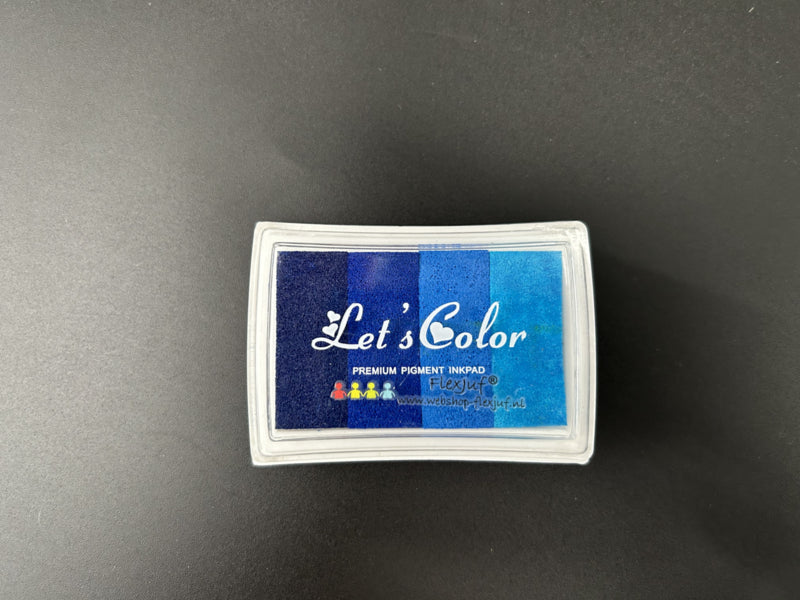 Let's Color
PREMIUM PIGMENT INKPAD
FlexJuf®
www.webshop-flexjuf.nl